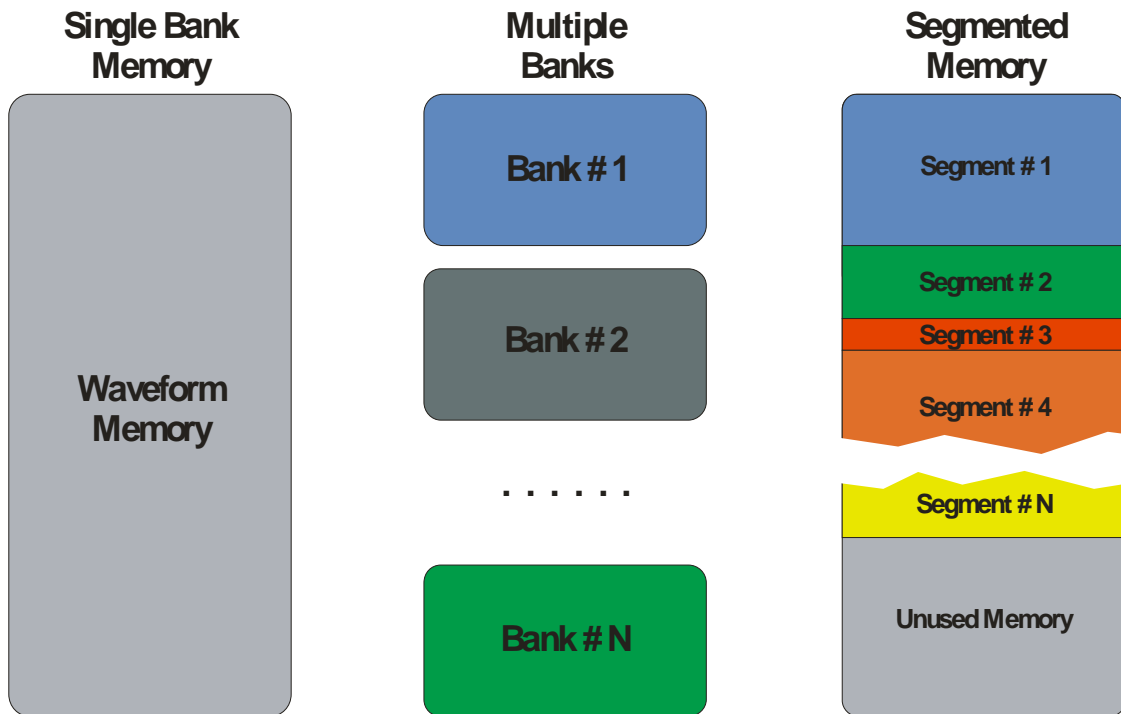 Single Bank
Memory
Waveform
Memory
Multiple
Banks
Bank # 1
Bank # 2
. . . . . .
Bank # N
Segmented
Memory
Segment # 1
Segment # 2
Segment # 3
Segment # 4
Segment # N
Unused Memory